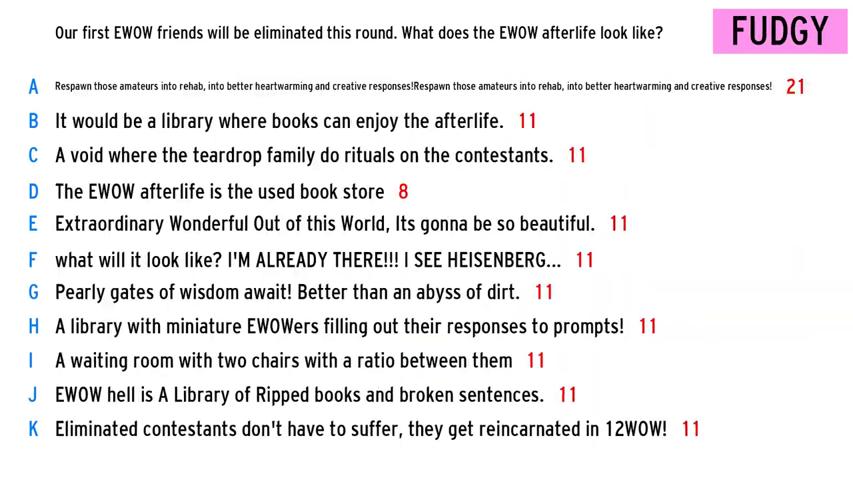 Our first EWOW friends will be eliminated this round. What does the EWOW afterlife look like?
FUDGY
A Respawn those amateurs into rehab, into better heartwarming and creative responses!Respawn those amateurs into rehab, into better heartwarming and creative responses! 21
B It would be a library where books can enjoy the afterlife. 11
C A void where the teardrop family do rituals on the contestants. 11
D The EWOW afterlife is the used book store 8
E Extraordinary Wonderful Out of this World, Its gonna be so beautiful. 11
F what will it look like? I'M ALREADY THERE!!! I SEE HEISENBERG... 11
G Pearly gates of wisdom await! Better than an abyss of dirt. 11
H A library with miniature EWOWers filling out their responses to prompts! 11
I A waiting room with two chairs with a ratio between them 11
J EWOW hell is A Library of Ripped books and broken sentences. 11
K Eliminated contestants don't have to suffer, they get reincarnated in 12WOW! 11